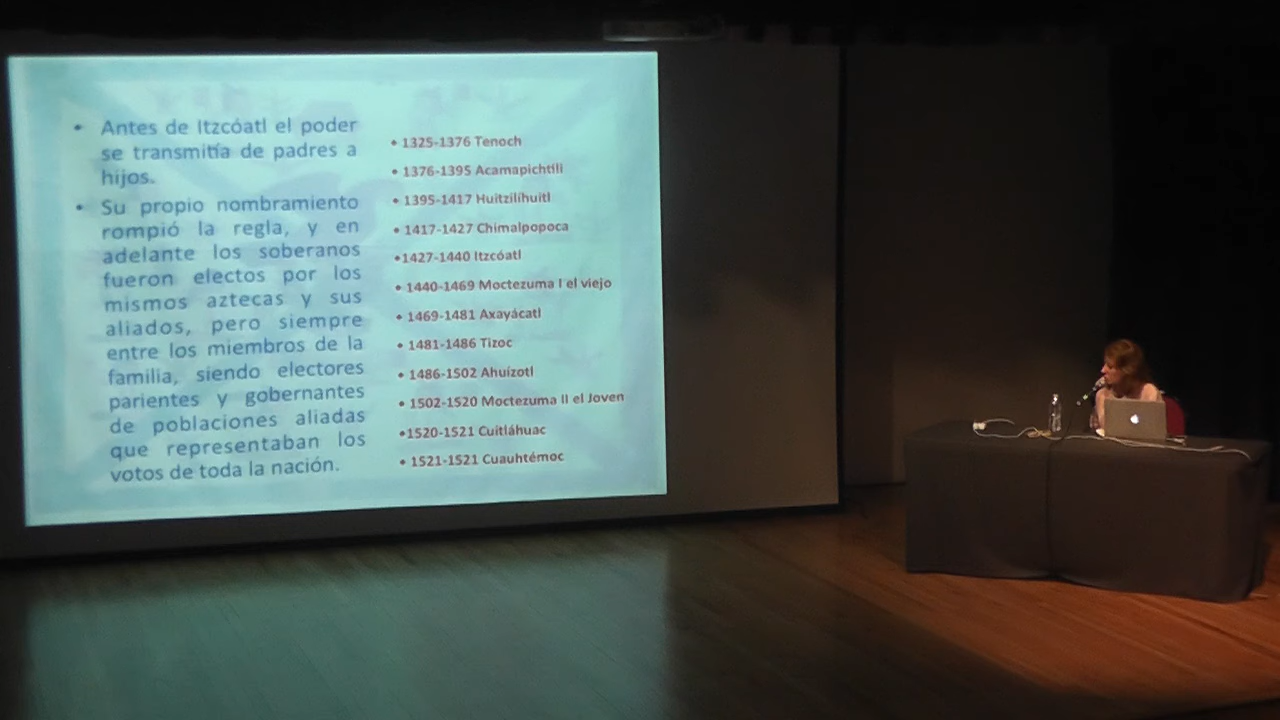 • Antes de Itzcóatl el poder
se transmitía de padres a
hijos.
• Su propio nombramiento
rompió la regla, y en
adelante los soberanos
fueron electos por los
mismos aztecas y sus
aliados, pero siempre
entre los miembros de la
familia, siendo electores
parientes y gobernantes
de poblaciones aliadas
que representaban los
votos de toda la nación.
• 1325-1376 Tenoch
• 1376-1395 Acamapichtili
• 1395-1417 Huitzilíhuitl
• 1417-1427 Chimalpopoca
•1427-1440 Itzcóatl
• 1440-1469 Moctezuma I el viejo
• 1469-1481 Axayácatl
• 1481-1486 Tizoc
• 1486-1502 Ahuízotl
• 1502-1520 Moctezuma II el Joven
•1520-1521 Cuitláhuac
• 1521-1521 Cuauhtémoc